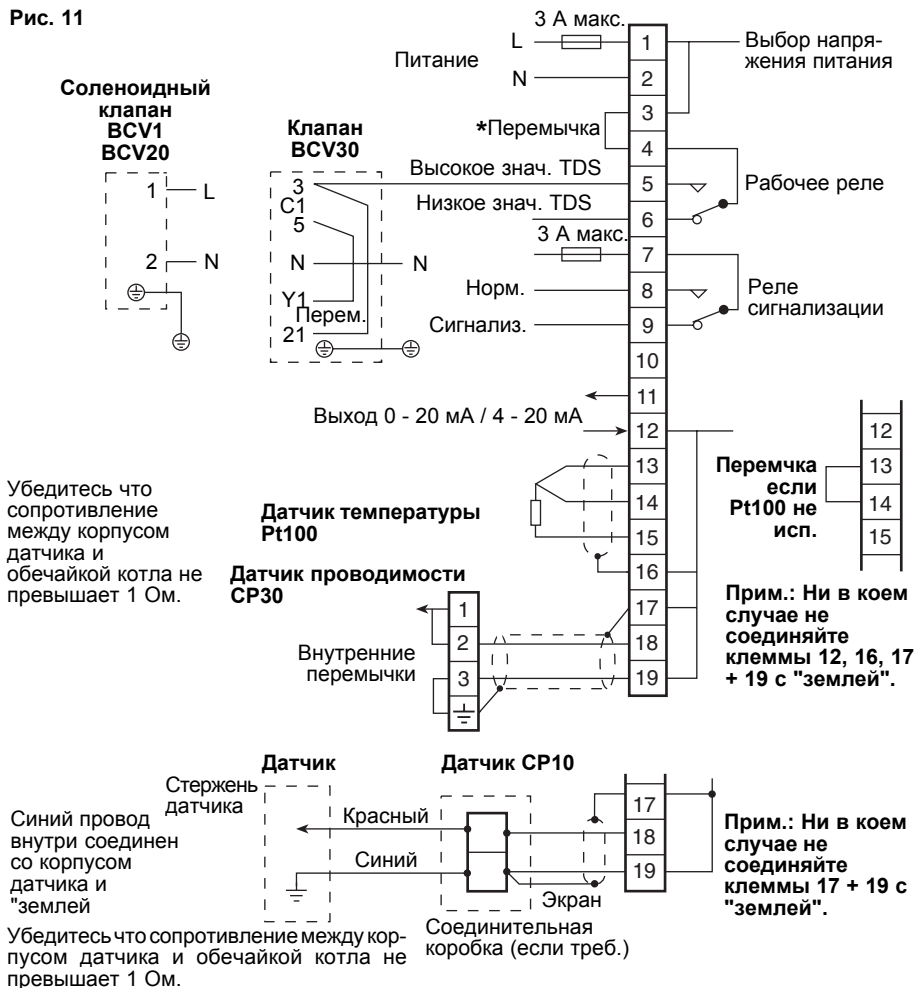 Рис. 11
3 А макс.
L
Питание
N
1
2
3
4
5
6
7
8
9
10
11
12
13
14
15
16
17
18
19
Выбор напря-
жения питания
Соленоидный
клапан
BCV1
BCV20
1
L
2
N
Клапан
BCV30
3
C1
5
N
N
Y1
Перем.
21
*Перемычка
Высокое знач. TDS
Низкое знач. TDS
Рабочее реле
3 А макс.
Норм.
Сигнализ.
Реле
сигнализации
Выход 0 - 20 мА / 4 - 20 мА
Убедитесь что
сопротивление
между корпусом
датчика и
обечайкой котла не
превышает 1 Ом.
Датчик температуры
Pt100
Перемчка
если
Pt100 не
исп.
12
13
14
15
Датчик проводимости
CP30
1
2
3
Внутренние
перемычки
Прим.: Ни в коем
случае не
соединяйте
клеммы 12, 16, 17
+ 19 с "землей".
Датчик
Стержень
датчика
Датчик CP10
Красный
Синий
Экран
17
18
19
Соединительная
коробка (если треб.)
Синий провод
внутри соединен
со корпусом
датчика и
"землей
Прим.: Ни в коем
случае не
соединяйте
клеммы 17 + 19 с
"землей".
Убедитесь что сопротивление между кор-
пусом датчика и обечайкой котла не
превышает 1 Ом.